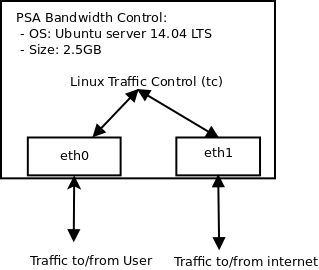 PSA Bandwidth Control:
- OS: Ubuntu server 14.04 LTS
- Size: 2.5GB
Linux Traffic Control (tc)
eth0
eth1
Traffic to/from User
Traffic to/from internet